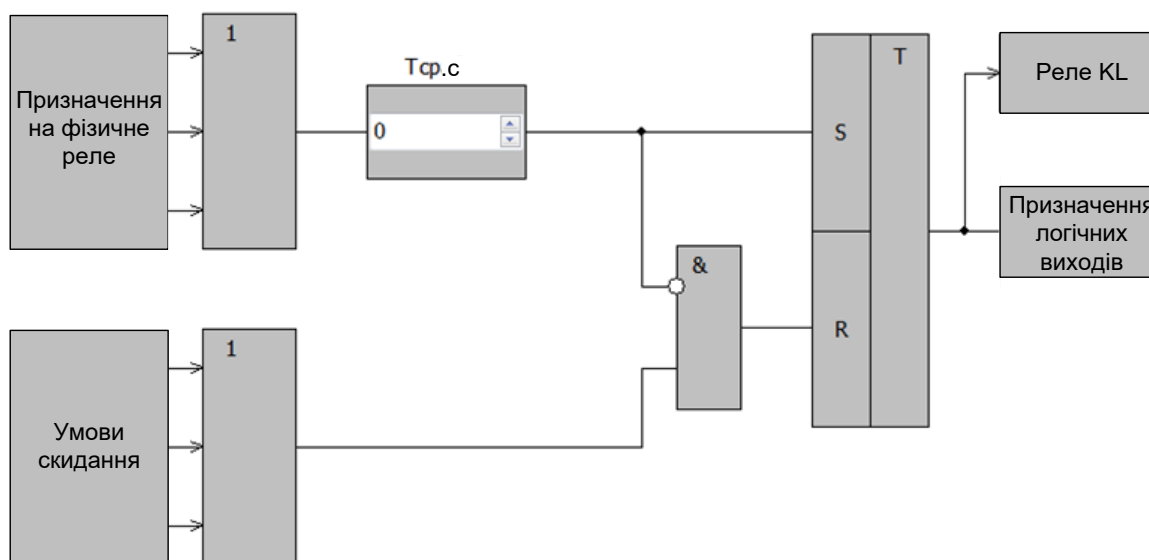 Призначення
на фізичне
реле
1
Тср.с
0
S
T
Реле KL
Призначення
логічних
виходів
&
R
Умови
скидання
1